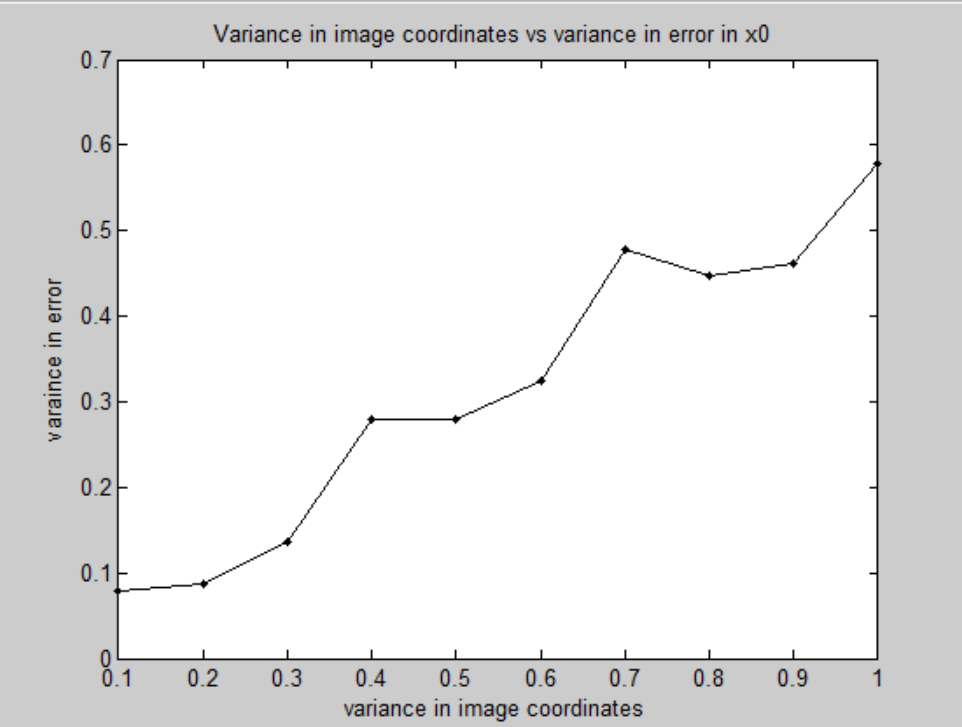 Variance in image coordinates vs variance in error in x0
0.7
0.6
0.5
0.4
0.3
0.2
0.1
0
varaince in error
0.1 0.2 0.3 0.4 0.5 0.6 0.7 0.8 0.9 1
variance in image coordinates